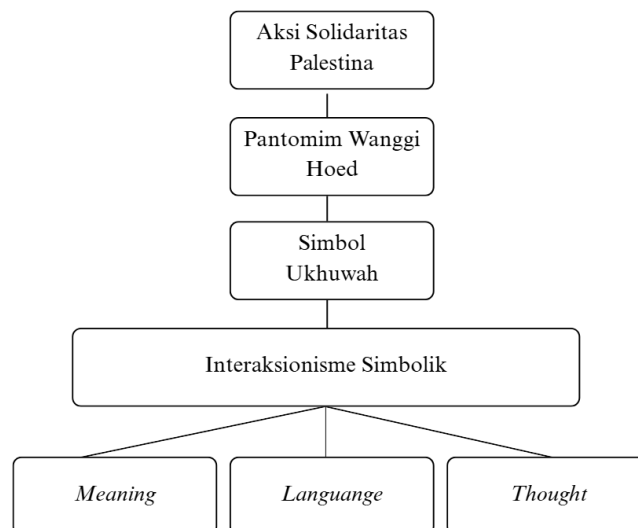 Aksi Solidaritas
Palestina
Pantomim Wanggi
Hoed
Simbol
Ukhuwah
Interaksionisme Simbolik
Meaning
Languange
Thought